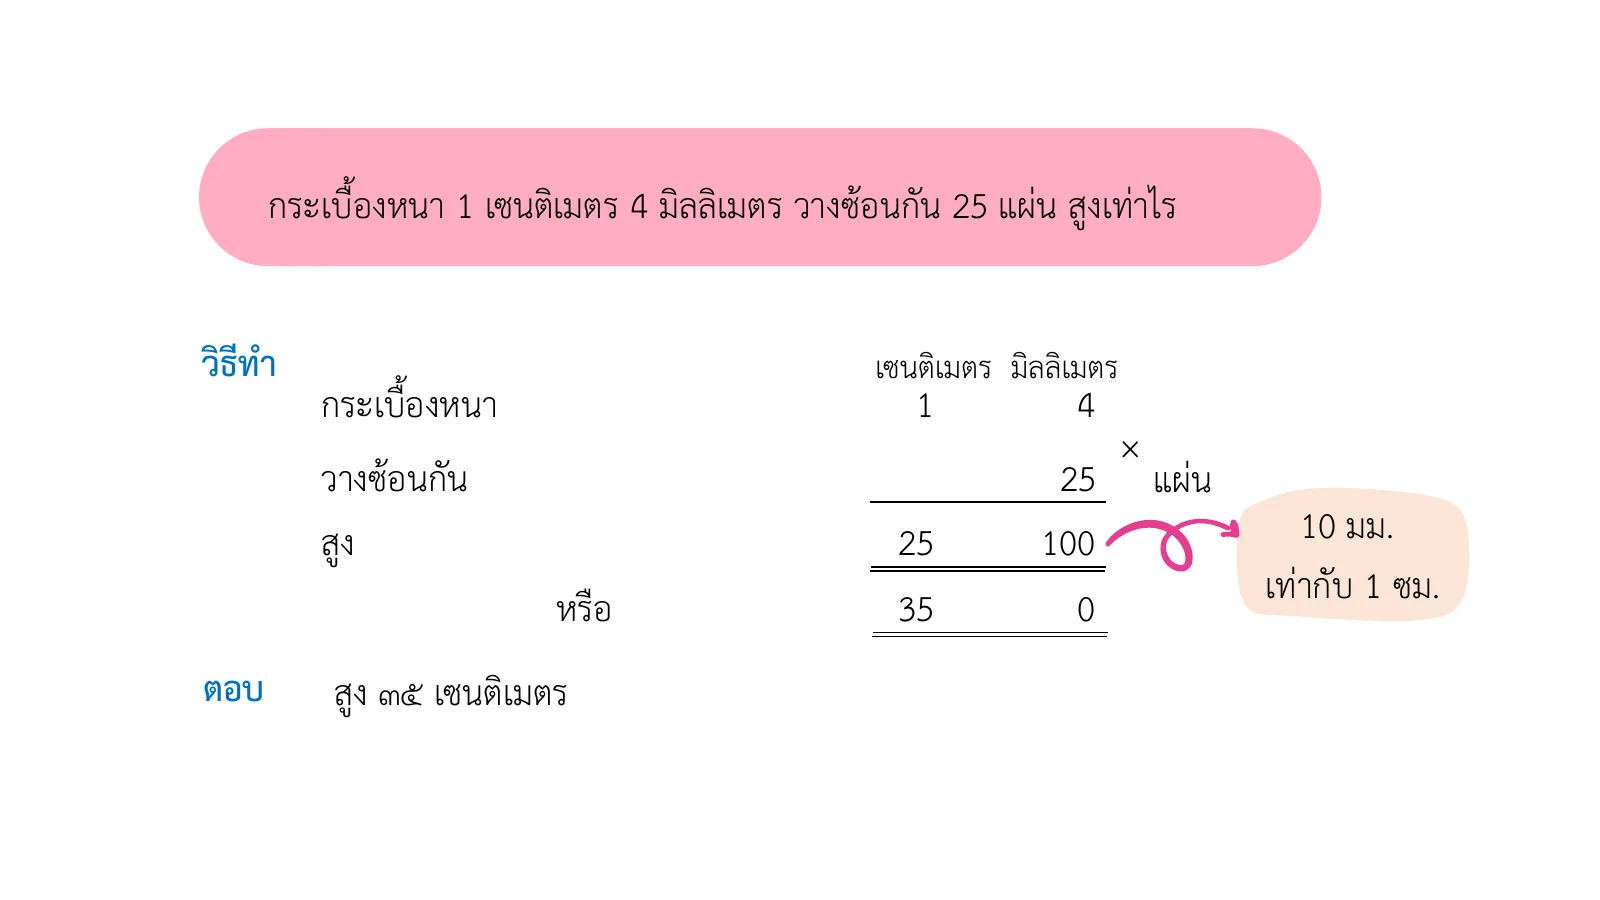 กระเบื้องหนา 1 เซนติเมตร 4 มิลลิเมตร วางซ้อนกัน 25 แผ่น สูงเท่าไร
วิธีทำ
เซนติเมตร มิลลิเมตร
กระเบื้องหนา 1 4
×
วางซ้อนกัน 25 แผ่น
สูง 25 100
10 มม.
เท่ากับ 1 ซม.
หรือ 35 0
ตอบ สูง ๓๕ เซนติเมตร